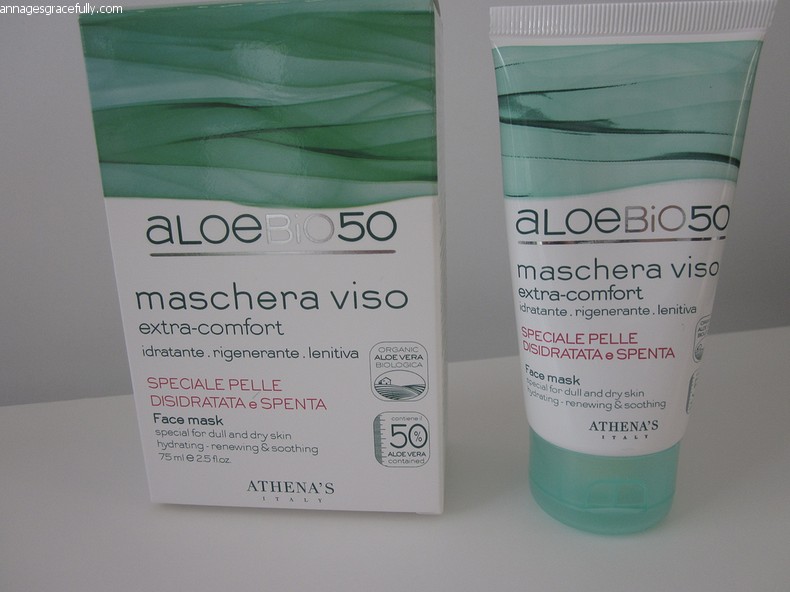 annagesgracefully.com
aLOeBiO50
maschera viso
extra-comfort
idratante . rigenerante . lenitiva
ORGANIC
ALOE VERA
BIOLOGICA
SPECIALE PELLE
DISIDRATATA e SPENTA
Face mask
special for dull and dry skin
hydrating - renewing & soothing
75 ml e 2.5 fl.oz.
contiene il
50%
ALOE VERA
contained
ATHENA'S
ITALY
aLOeBiO50
maschera viso
extra-comfort
idratante . rigenerante . lenitiva
SPECIALE PELLE
DISIDRATATA e SPENTA
Face mask
special for dull and dry skin
hydrating - renewing & soothing
ATHENA'S
ITALY